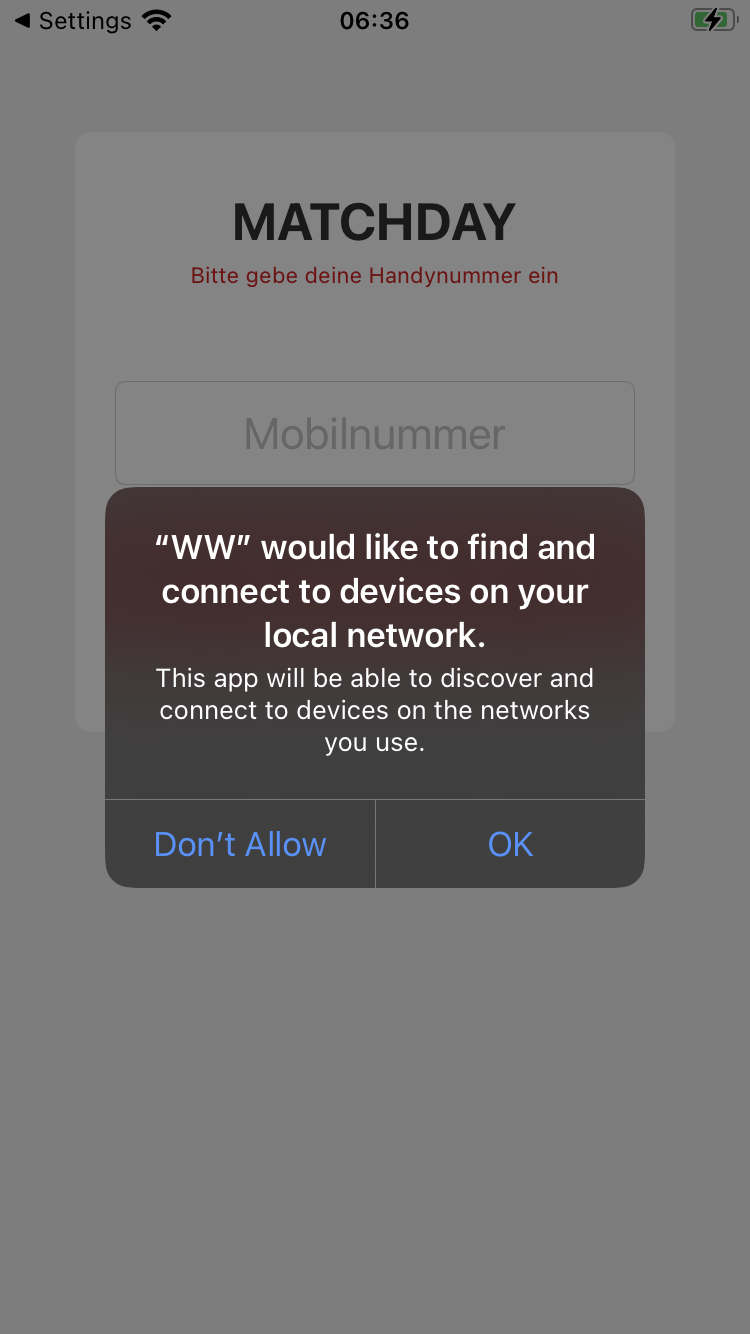 ◀ Settings 06:36
MATCHDAY
Bitte gebe deine Handynummer ein
Mobilnummer
“WW” would like to find and
connect to devices on your
local network.
This app will be able to discover and
connect to devices on the networks
you use.
Don’t Allow OK